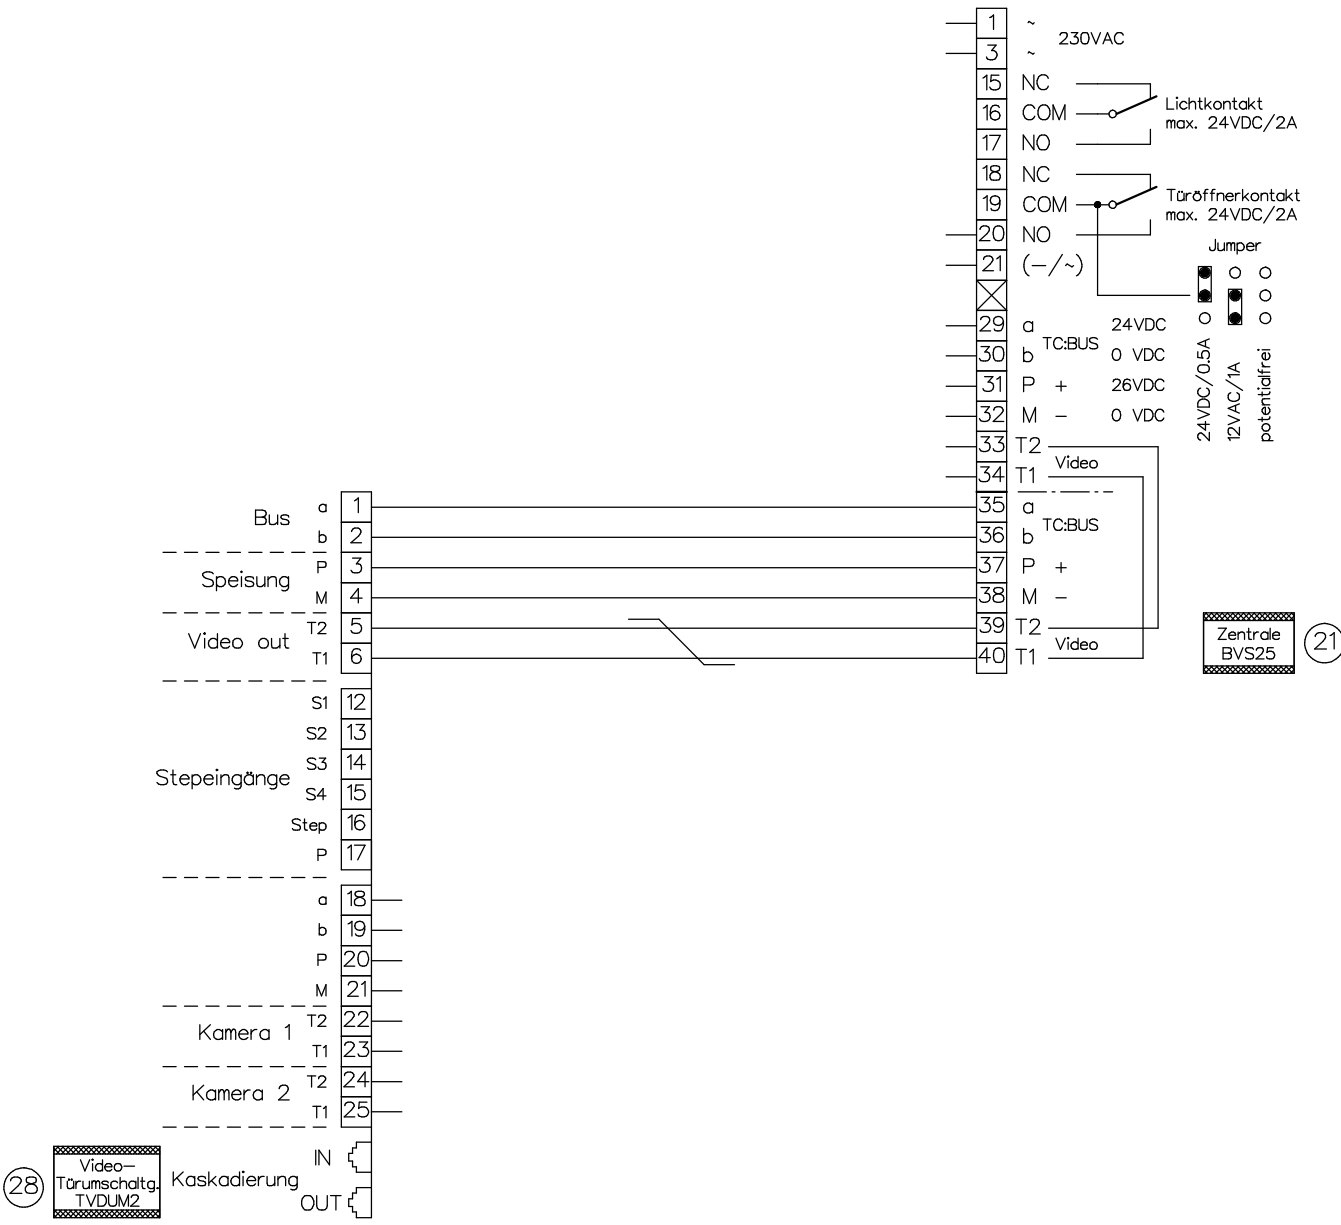 1 ~
230VAC
3 ~
15 NC
16 COM
Lichtkontakt
max. 24VDC/2A
17 NO
18 NC
19 COM
Türöffnerkontakt
max. 24VDC/2A
20 NO
21 (-/~)
Jumper
24VDC/0.5A
12VAC/1A
potentialfrei
29 a 24VDC
TC:BUS
30 b 0 VDC
31 P + 26VDC
32 M - 0 VDC
33 T2
Video
34 T1
35 a
TC:BUS
36 b
37 P +
38 M -
39 T2
Video
40 T1
Zentrale
BVS25
21
Bus
a 1
b 2
Speisung
P 3
M 4
Video out
T2 5
T1 6
Stepeingänge
S1 12
S2 13
S3 14
S4 15
Step 16
P 17
a 18
b 19
P 20
M 21
Kamera 1
T2 22
T1 23
Kamera 2
T2 24
T1 25
Kaskadierung
IN
OUT
28
Video-
Türumschaltg.
TVDUM2